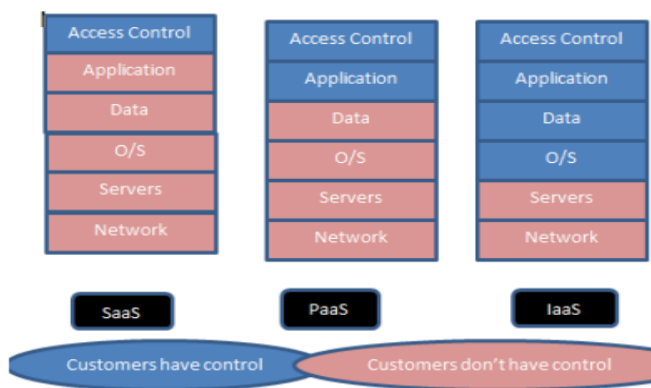 Access Control
Application
Data
O/S
Servers
Network
SaaS
Access Control
Application
Data
O/S
Servers
Network
PaaS
Access Control
Application
Data
O/S
Servers
Network
IaaS
Customers have control
Customers don't have control